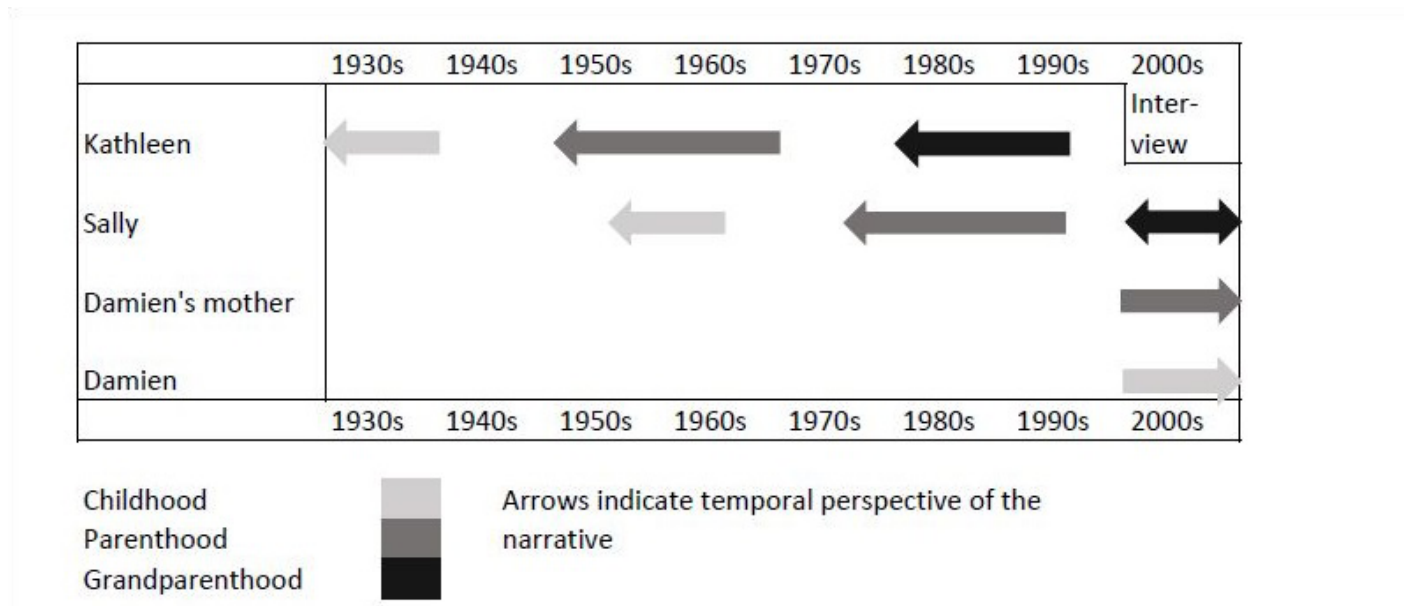 1930s 1940s 1950s 1960s 1970s 1980s 1990s 2000s
Inter-
view
Kathleen
Sally
Damien's mother
Damien
1930s 1940s 1950s 1960s 1970s 1980s 1990s 2000s
Childhood
Parenthood
Grandparenthood
Arrows indicate temporal perspective of the
narrative